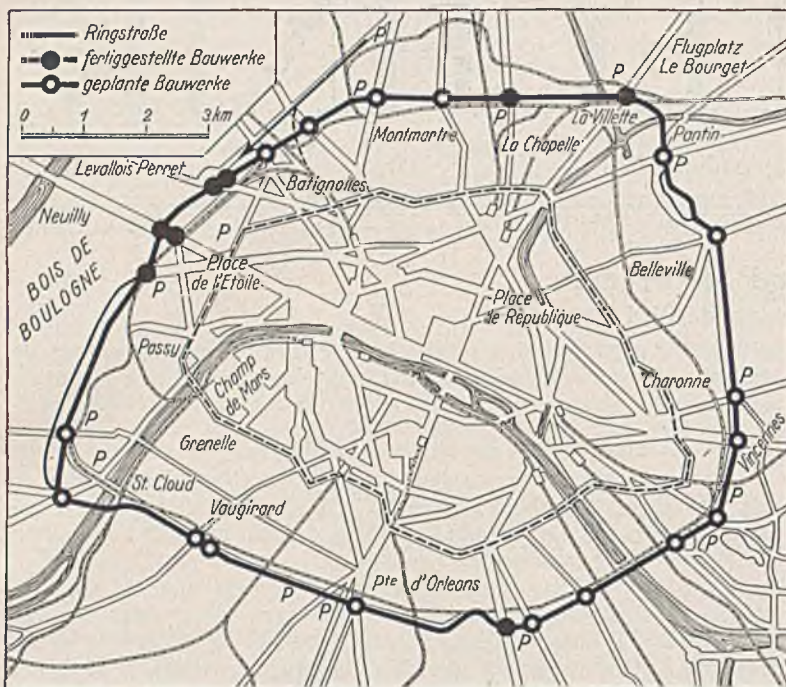 Ringstraße
fertiggestellte Bauwerke
geplante Bauwerke
0 1 2 3 km
P
Flugplatz
Le Bourget
P
P
Montmartre
P
La Chapelle
La Villette
Pantin
P
Levallois-Perret
Batignolles
Neuilly
P
BOIS DE
BOULOGNE
P
Place
de l'Etoile
Belleville
Place
de République
Passy
Champ
de Mars
Charonne
P
P
Grenelle
P
Vincennes
St. Cloud
Vaugirard
P
P
Pte d'Orleans
P
P
P